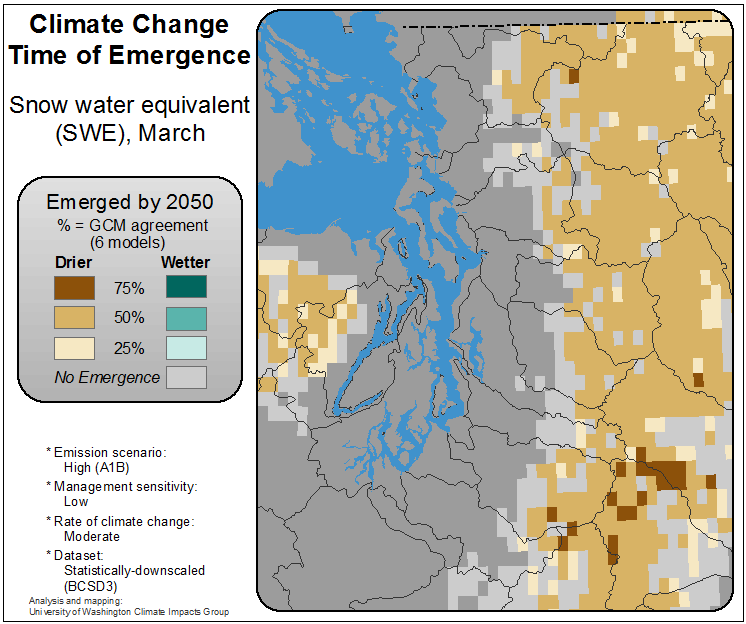 Climate Change
Time of Emergence
Snow water equivalent
(SWE), March
Emerged by 2050
% = GCM agreement
(6 models)
Drier Wetter
75%
50%
25%
No Emergence
* Emission scenario:
High (A1B)
* Management sensitivity:
Low
* Rate of climate change:
Moderate
* Dataset:
Statistically-downscaled
(BCSD3)
Analysis and mapping:
University of Washington Climate Impacts Group